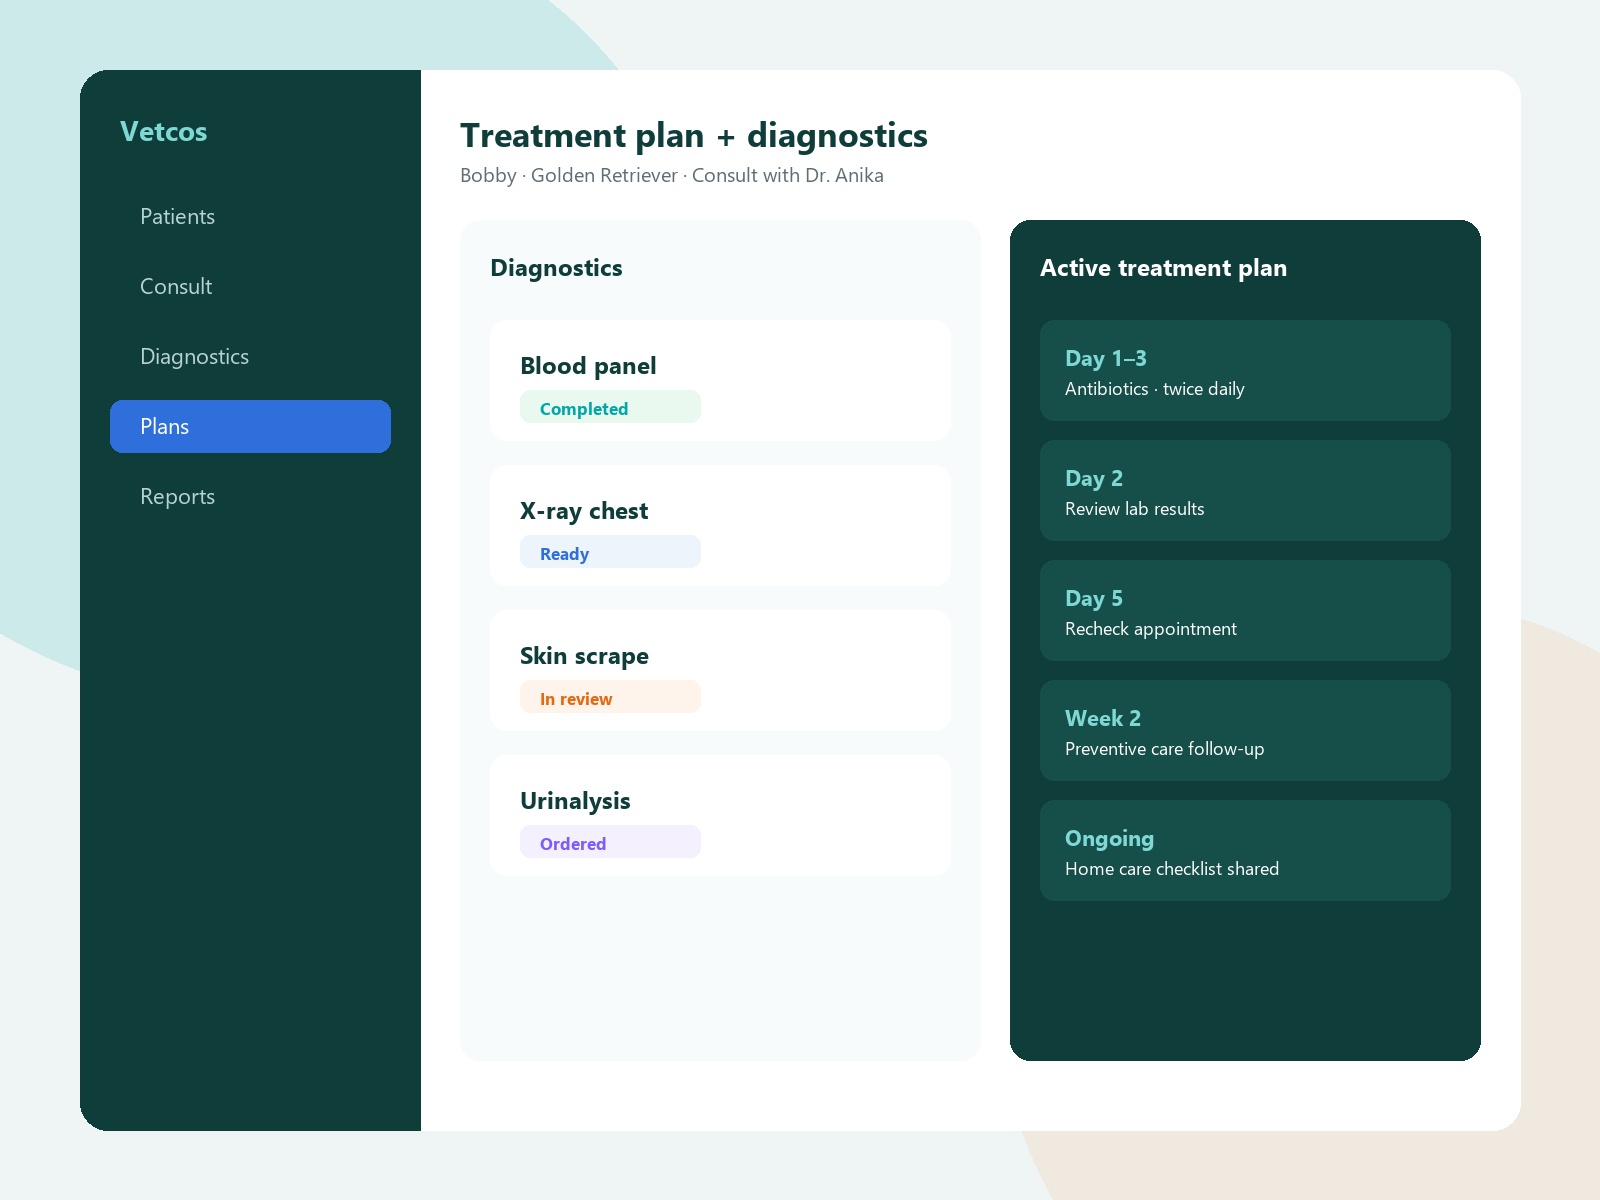 Vetcos
Patients
Consult
Diagnostics
Plans
Reports
Treatment plan + diagnostics
Bobby · Golden Retriever · Consult with Dr. Anika
Diagnostics
Blood panel
Completed
X-ray chest
Ready
Skin scrape
In review
Urinalysis
Ordered
Active treatment plan
Day 1–3
Antibiotics · twice daily
Day 2
Review lab results
Day 5
Recheck appointment
Week 2
Preventive care follow-up
Ongoing
Home care checklist shared